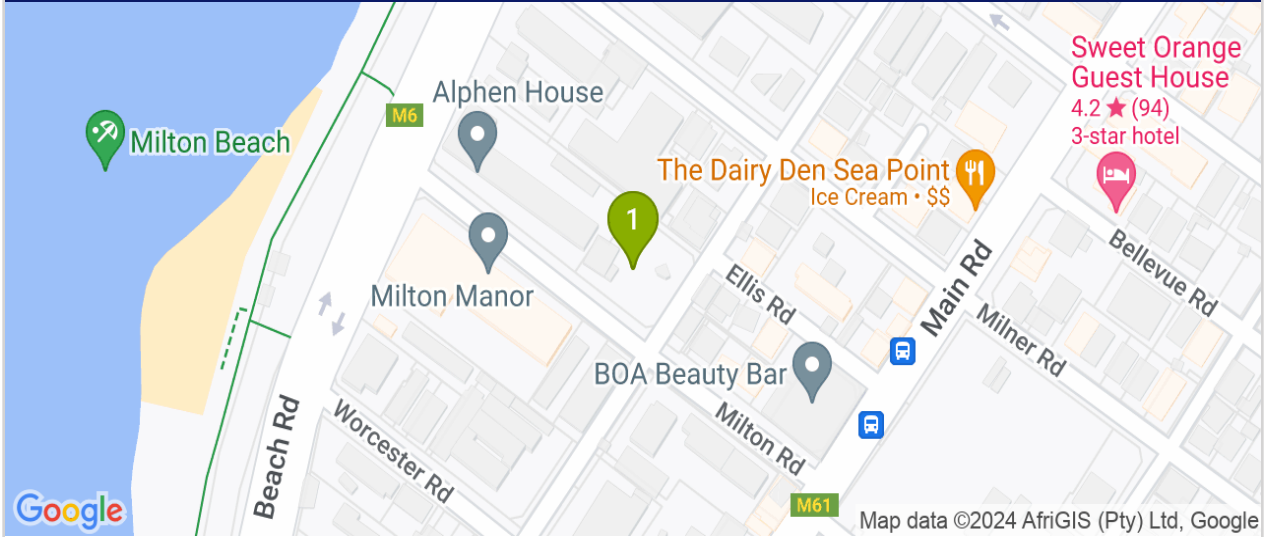 Sweet Orange
Guest House
4.2 ★ (94)
3-star hotel
Alphen House
M6
Milton Beach
The Dairy Den Sea Point
Ice Cream • $$
1
Bellevue Rd
Ellis Rd
Main Rd
Milton Manor
Milner Rd
BOA Beauty Bar
Milton Rd
Worcester Rd
Beach Rd
M61
Google
Map data ©2024 AfriGIS (Pty) Ltd, Google